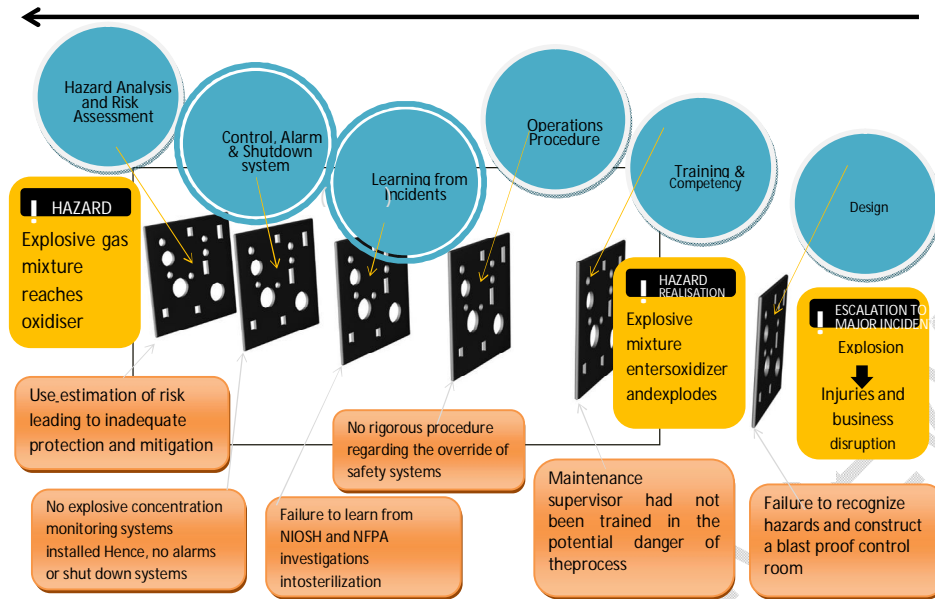 Hazard Analysis
and Risk
Assessment
Control, Alarm
& Shutdown
system
Learning from
Incidents
Operations
Procedure
Training &
Competency
Design
! HAZARD
Explosive gas
mixture
reaches
oxidiser
! HAZARD
REALISATION
Explosive
mixture
entersoxidizer
andexplodes
! ESCALATION TO
MAJOR INCIDENT
Explosion
Injuries and
business
disruption
Use estimation of risk
leading to inadequate
protection and mitigation
No explosive concentration
monitoring systems
installed Hence, no alarms
or shut down systems
Failure to learn from
NIOSH and NFPA
investigations
intosterilization
No rigorous procedure
regarding the override of
safety systems
Maintenance
supervisor had not
been trained in the
potential danger of
theprocess
Failure to recognize
hazards and construct
a blast proof control
room